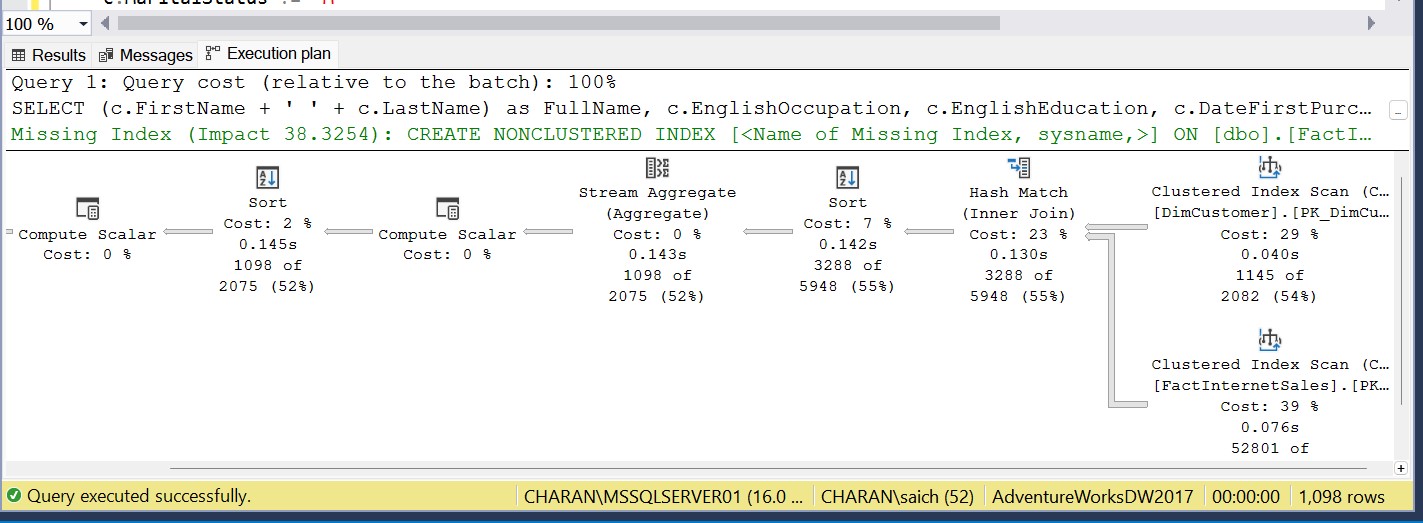 100 %
Results Messages Execution plan
Query 1: Query cost (relative to the batch): 100%
SELECT (c.FirstName + ' ' + c.LastName) as FullName, c.EnglishOccupation, c.EnglishEducation, c.DateFirstPurc...
Missing Index (Impact 38.3254): CREATE NONCLUSTERED INDEX [<Name of Missing Index, sysname,>] ON [dbo].[FactI...
Compute Scalar
Cost: 0 %
Sort
Cost: 2 %
0.145s
1098 of
2075 (52%)
Compute Scalar
Cost: 0 %
Stream Aggregate
(Aggregate)
Cost: 0 %
0.143s
1098 of
2075 (52%)
Sort
Cost: 7 %
0.142s
3288 of
5948 (55%)
Hash Match
(Inner Join)
Cost: 23 %
0.130s
3288 of
5948 (55%)
Clustered Index Scan (C...
[DimCustomer].[PK_DimCu...
Cost: 29 %
0.040s
1145 of
2082 (54%)
Clustered Index Scan (C...
[FactInternetSales].[PK...
Cost: 39 %
0.076s
52801 of
Query executed successfully. CHARAN\MSSQLSERVER01 (16.0 ... CHARAN\saich (52) AdventureWorksDW2017 00:00:00 1,098 rows